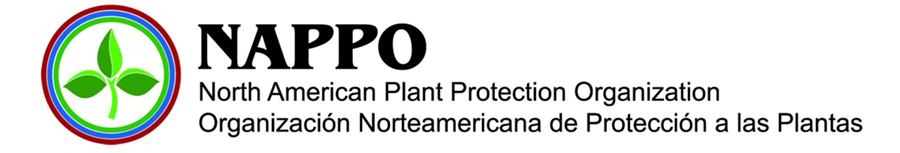 NAPPO
North American Plant Protection Organization
Organización Norteamericana de Protección a las Plantas